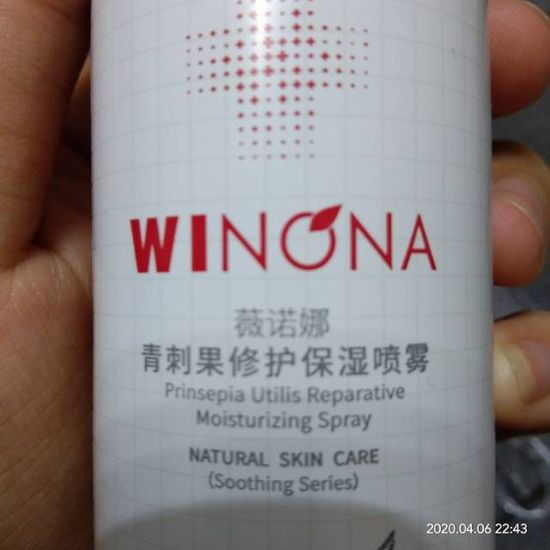 WINONA
薇诺娜
青刺果修护保湿喷雾
Prinsepia Utilis Reparative
Moisturizing Spray
NATURAL SKIN CARE
(Soothing Series)
2020.04.06 22:43